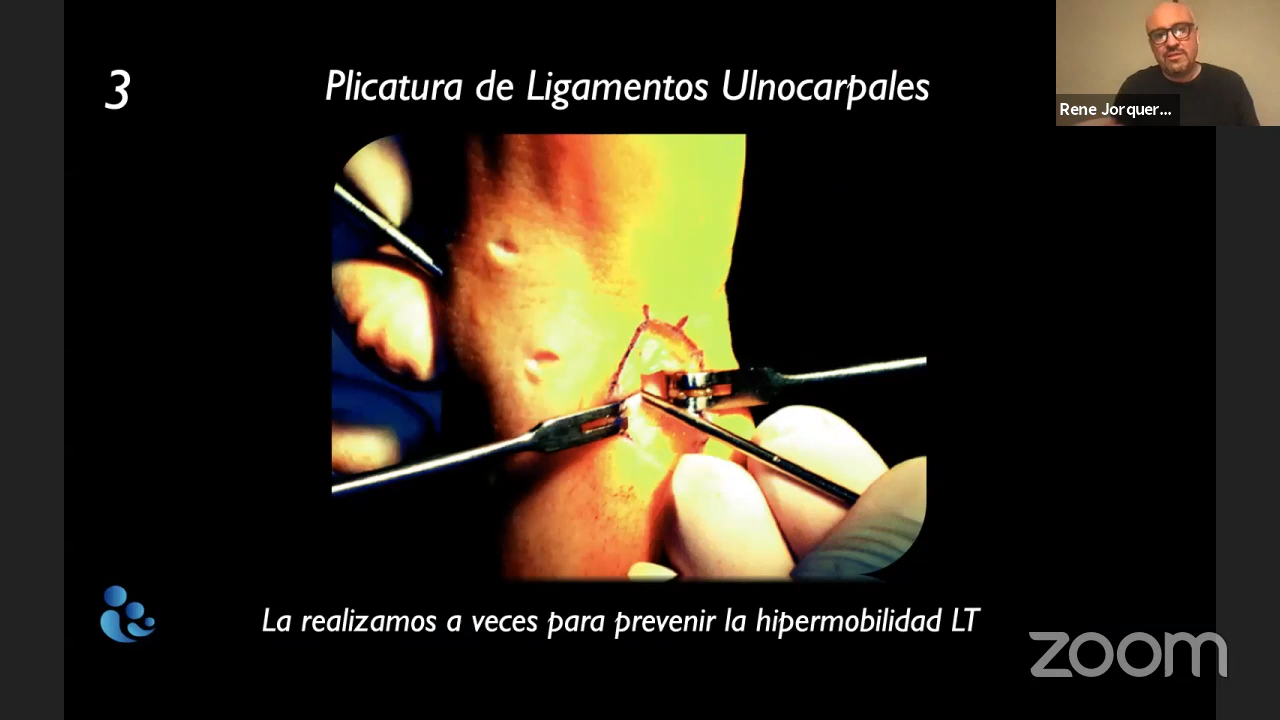 3
Plicatura de Ligamentos Ulnocarpales
Rene Jorquer...
La realizamos a veces para prevenir la hipermobilidad LT
zoom